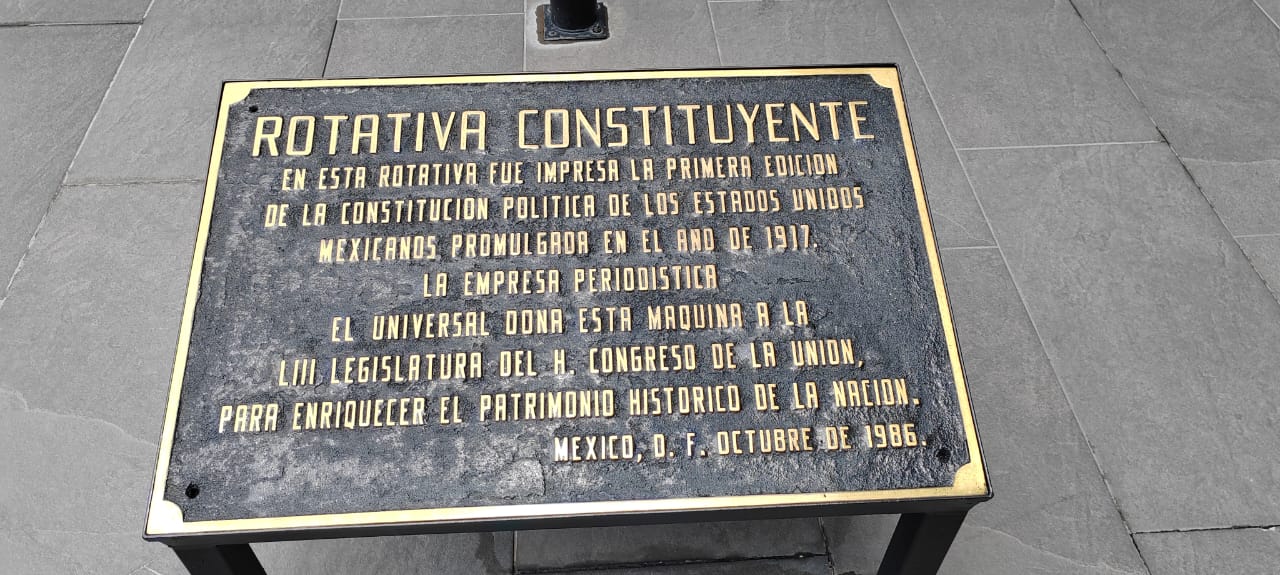 ROTATIVA CONSTITUYENTE
EN ESTA ROTATIVA FUE IMPRESA LA PRIMERA EDICION
DE LA CONSTITUCION POLITICA DE LOS ESTADOS UNIDOS
MEXICANOS PROMULGADA EN EL ANO DE 1917.
LA EMPRESA PERIODISTICA
EL UNIVERSAL DONA ESTA MAQUINA A LA
LIII LEGISLATURA DEL H. CONGRESO DE LA UNION,
PARA ENRIQUECER EL PATRIMONIO HISTORICO DE LA NACION.
MEXICO, D. F. OCTUBRE DE 1986.